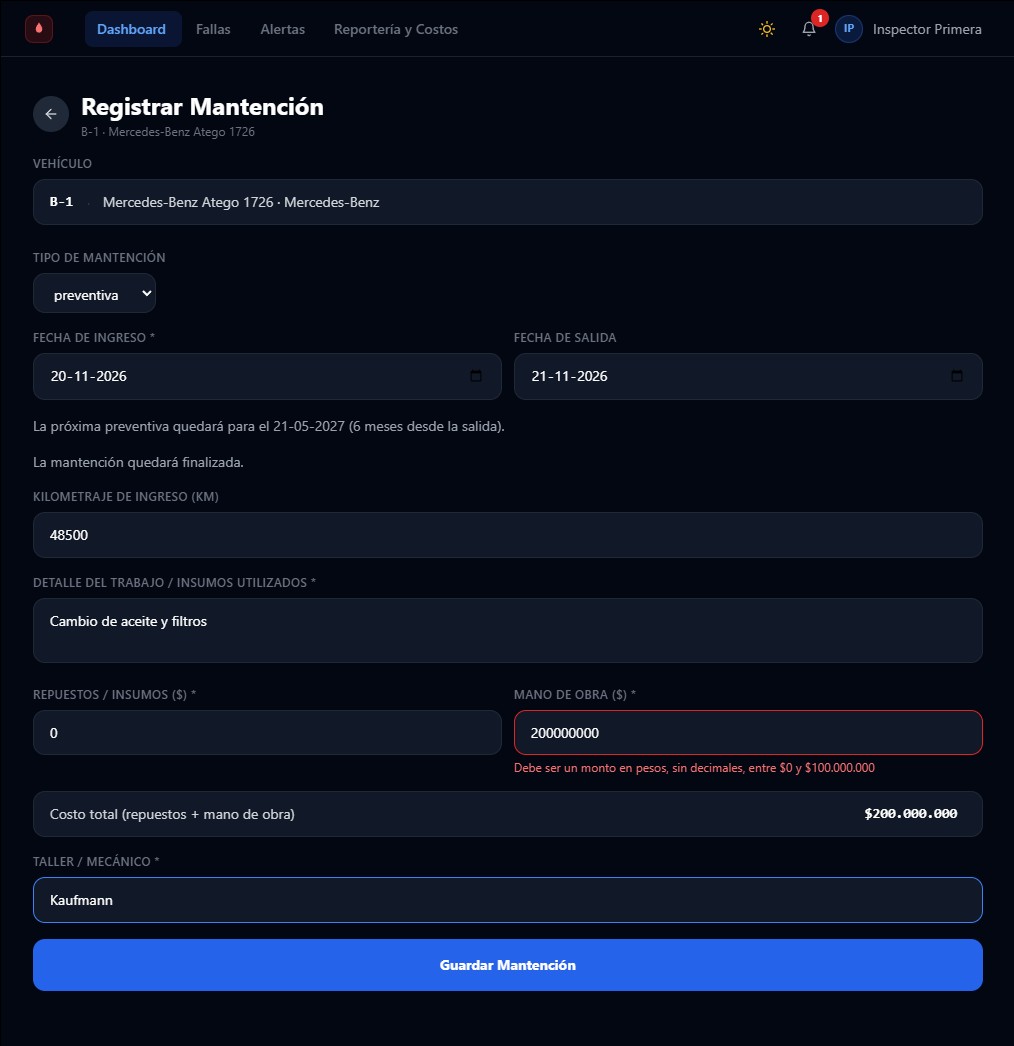 Dashboard Fallas Alertas Reportería y Costos 1 IP Inspector Primera
Registrar Mantención
B-1 · Mercedes-Benz Atego 1726
VEHÍCULO
B-1 · Mercedes-Benz Atego 1726 · Mercedes-Benz
TIPO DE MANTENCIÓN
preventiva
FECHA DE INGRESO * FECHA DE SALIDA
20-11-2026 21-11-2026
La próxima preventiva quedará para el 21-05-2027 (6 meses desde la salida).
La mantención quedará finalizada.
KILOMETRAJE DE INGRESO (KM)
48500
DETALLE DEL TRABAJO / INSUMOS UTILIZADOS *
Cambio de aceite y filtros
REPUESTOS / INSUMOS ($) * MANO DE OBRA ($) *
0 200000000
Debe ser un monto en pesos, sin decimales, entre $0 y $100.000.000
Costo total (repuestos + mano de obra) $200.000.000
TALLER / MECÁNICO *
Kaufmann
Guardar Mantención